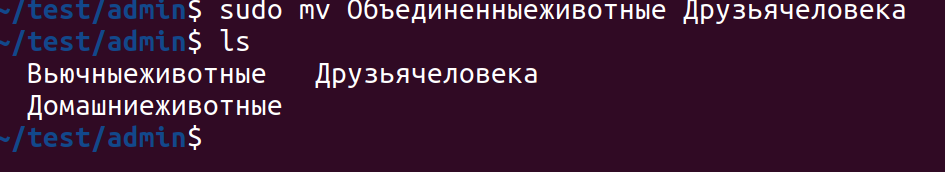 ~/test/admin$ sudo mv Объединенныеживотные Друзьячеловека
~/test/admin$ ls
Вьючныеживотные Друзьячеловека
Домашниеживотные
~/test/admin$